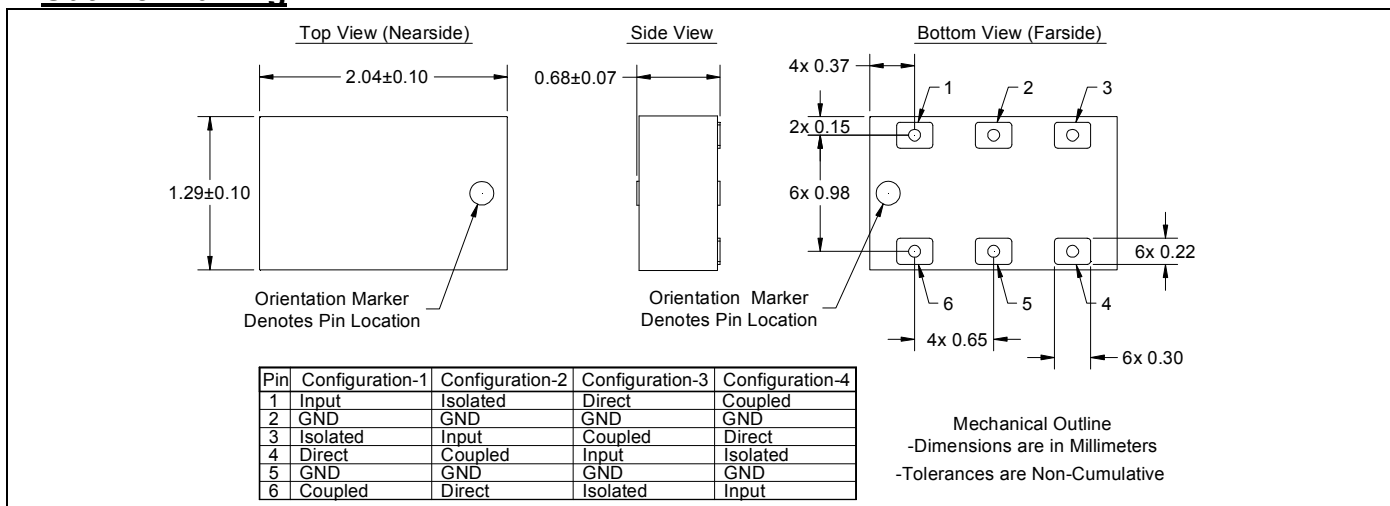 Top View (Nearside)
Side View
Bottom View (Farside)
2.04±0.10
0.68±0.07
4x 0.37
1
2
3
2x 0.15
1.29±0.10
6x 0.98
6x 0.22
Orientation Marker
Denotes Pin Location
Orientation Marker
Denotes Pin Location
6
5
4
4x 0.65
6x 0.30
Pin Configuration-1 Configuration-2 Configuration-3 Configuration-4
1 Input Isolated Direct Coupled
2 GND GND GND GND
3 Isolated Input Coupled Direct
4 Direct Coupled Input Isolated
5 GND GND GND GND
6 Coupled Direct Isolated Input
Mechanical Outline
-Dimensions are in Millimeters
-Tolerances are Non-Cumulative